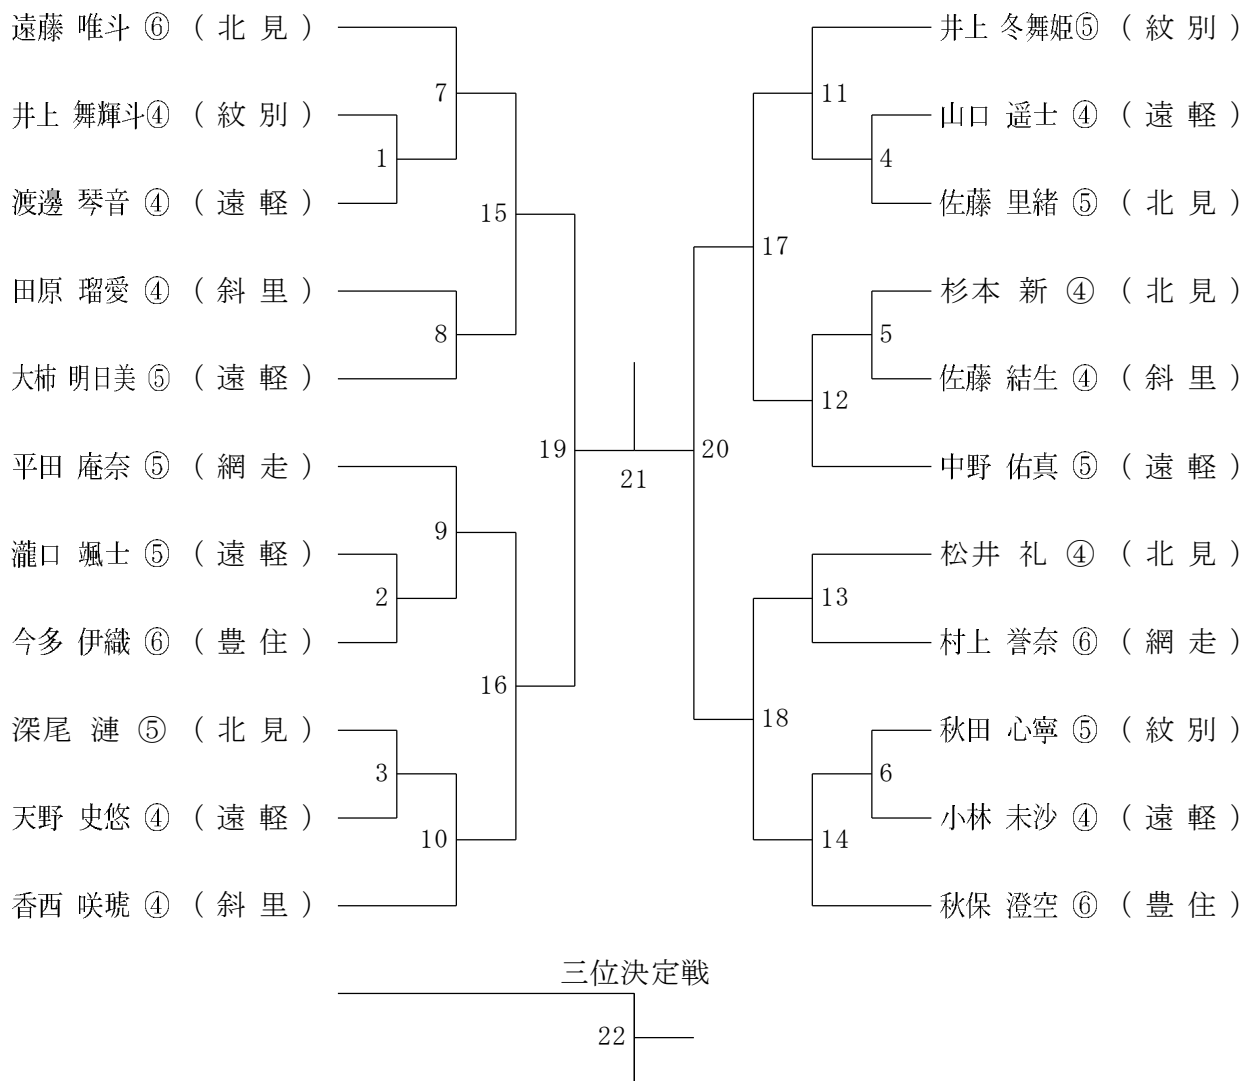 遠藤 唯斗 ⑥ ( 北 見 )
7
井上 舞輝斗④ ( 紋 別 )
1
渡邊 琴音 ④ ( 遠 軽 )
15
田原 瑠愛 ④ ( 斜 里 )
8
大柿 明日美 ⑤ ( 遠 軽 )
19
平田 庵奈 ⑤ ( 網 走 )
9
瀧口 颯士 ⑤ ( 遠 軽 )
2
今多 伊織 ⑥ ( 豊 住 )
16
深尾 漣 ⑤ ( 北 見 )
3
天野 史悠 ④ ( 遠 軽 )
10
香西 咲琥 ④ ( 斜 里 )
21
井上 冬舞姫⑤ ( 紋 別 )
11
山口 遥士 ④ ( 遠 軽 )
4
佐藤 里緒 ⑤ ( 北 見 )
17
杉本 新 ④ ( 北 見 )
5
佐藤 結生 ④ ( 斜 里 )
12
中野 佑真 ⑤ ( 遠 軽 )
20
松井 礼 ④ ( 北 見 )
13
村上 誉奈 ⑥ ( 網 走 )
18
秋田 心寧 ⑤ ( 紋 別 )
6
小林 未沙 ④ ( 遠 軽 )
14
秋保 澄空 ⑥ ( 豊 住 )
三位決定戦
22